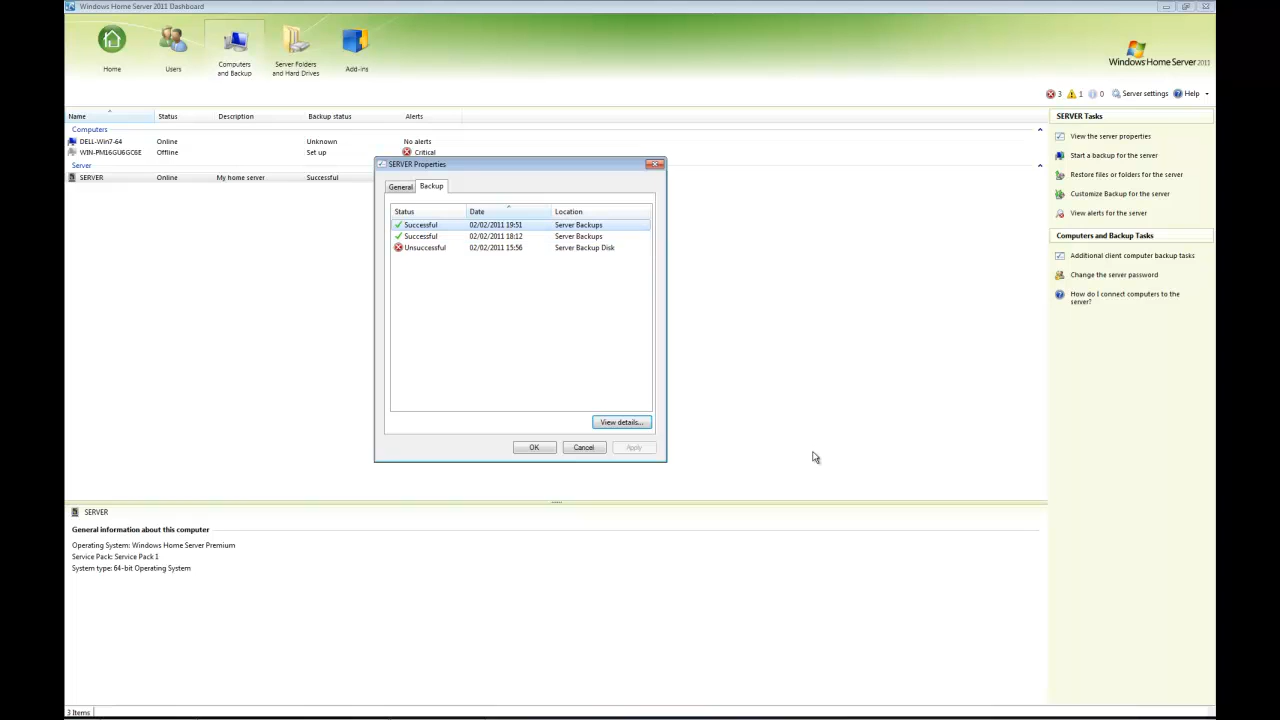 Windows Home Server 2011 Dashboard
Home
Users
Computers
and Backup
Server Folders
and Hard Drives
Add-ins
Windows Home Server 2011
3 1 0 Server settings Help
Name Status Description Backup status Alerts
Computers
DELL-Win7-64 Online Unknown No alerts
WIN-PM16GU6GC6E Offline Set up Critical
Server
SERVER Online My home server Successful
SERVER Properties
General Backup
Status Date Location
Successful 02/02/2011 19:51 Server Backups
Successful 02/02/2011 18:12 Server Backups
Unsuccessful 02/02/2011 15:56 Server Backup Disk
View details...
OK Cancel Apply
SERVER Tasks
View the server properties
Start a backup for the server
Restore files or folders for the server
Customize Backup for the server
View alerts for the server
Computers and Backup Tasks
Additional client computer backup tasks
Change the server password
How do I connect computers to the
server?
SERVER
General information about this computer
Operating System: Windows Home Server Premium
Service Pack: Service Pack 1
System type: 64-bit Operating System
3 Items